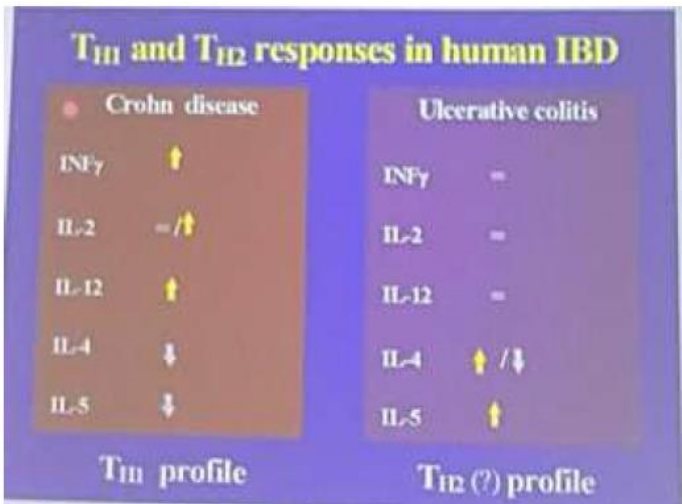 TH1 and TH2 responses in human IBD
Crohn disease
INFγ ⬆
IL-2 =/⬆
IL-12 ⬆
IL-4 ⬇
IL-5 ⬇
TH1 profile
Ulcerative colitis
INFγ =
IL-2 =
IL-12 =
IL-4 ⬆/⬇
IL-5 ⬆
TH2 (?) profile